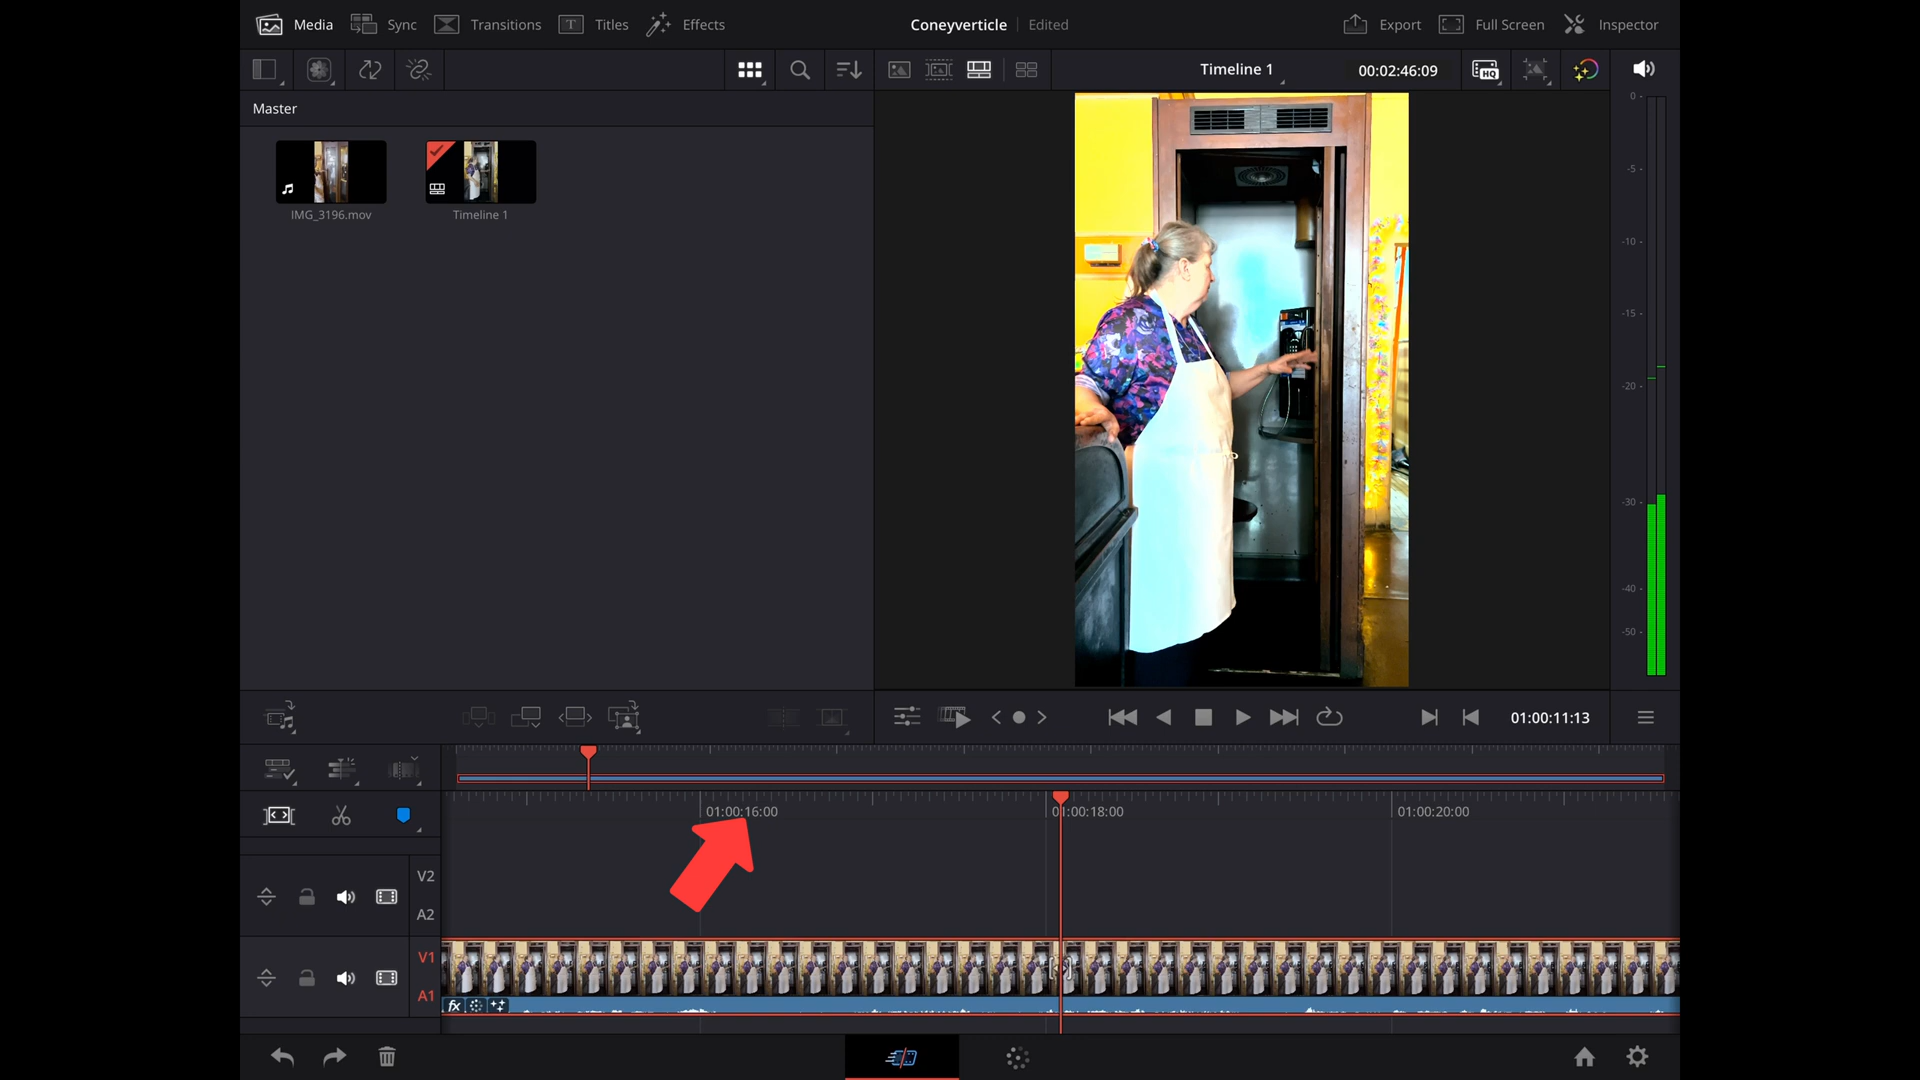 Media Sync Transitions Titles Effects Coneyverticle Edited Export Full Screen Inspector
Timeline 1 00:02:46:09 HQ
Master
IMG_3196.mov Timeline 1
0
-5
-10
-15
-20
-30
-40
-50
01:00:11:13
01:00:16:00 01:00:18:00 01:00:20:00
V2
A2
V1
A1
fx